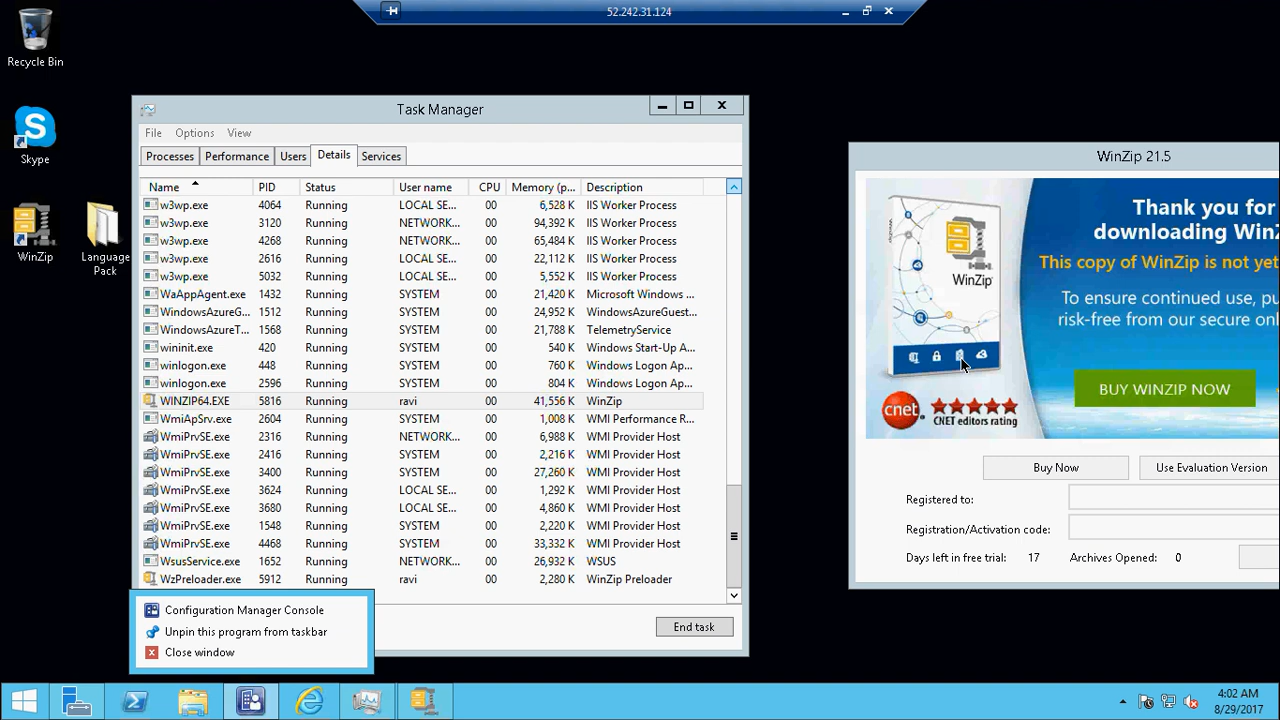 52.242.31.124
Recycle Bin
Skype
WinZip
Language
Pack
Task Manager
File Options View
Processes Performance Users Details Services
Name PID Status User name CPU Memory (p... Description
w3wp.exe 4064 Running LOCAL SE... 00 6,528 K IIS Worker Process
w3wp.exe 3120 Running NETWORK... 00 94,392 K IIS Worker Process
w3wp.exe 4268 Running NETWORK... 00 65,484 K IIS Worker Process
w3wp.exe 2616 Running LOCAL SE... 00 22,112 K IIS Worker Process
w3wp.exe 5028 Running LOCAL SE... 00 5,552 K IIS Worker Process
WaAppAgent.exe 1432 Running SYSTEM 00 21,420 K Microsoft Windows ...
WindowsAzureG... 1512 Running SYSTEM 00 24,952 K WindowsAzureGuest...
WindowsAzureT... 1568 Running SYSTEM 00 21,788 K TelemetryService
wininit.exe 420 Running SYSTEM 00 540 K Windows Start-Up A...
winlogon.exe 448 Running SYSTEM 00 760 K Windows Logon Ap...
winlogon.exe 2596 Running SYSTEM 00 804 K Windows Logon Ap...
WINZIP64.EXE 5816 Running ravi 00 41,556 K WinZip
WmiApSrv.exe 2604 Running SYSTEM 00 1,008 K WMI Performance R...
WmiPrvSE.exe 2316 Running NETWORK... 00 6,988 K WMI Provider Host
WmiPrvSE.exe 2416 Running SYSTEM 00 2,216 K WMI Provider Host
WmiPrvSE.exe 3400 Running SYSTEM 00 27,260 K WMI Provider Host
WmiPrvSE.exe 3624 Running LOCAL SE... 00 1,292 K WMI Provider Host
WmiPrvSE.exe 3680 Running LOCAL SE... 00 4,860 K WMI Provider Host
WmiPrvSE.exe 1548 Running SYSTEM 00 2,220 K WMI Provider Host
WmiPrvSE.exe 4468 Running SYSTEM 00 33,332 K WMI Provider Host
WsusService.exe 1652 Running NETWORK... 00 26,932 K WSUS
WzPreloader.exe 5912 Running ravi 00 2,280 K WinZip Preloader
End task
Configuration Manager Console
Unpin this program from taskbar
Close window
WinZip 21.5
WinZip
Thank you for
downloading WinZ
This copy of WinZip is not yet
To ensure continued use, pu
risk-free from our secure onl
BUY WINZIP NOW
cnet
CNET editors rating
Buy Now Use Evaluation Version
Registered to:
Registration/Activation code:
Days left in free trial: 17 Archives Opened: 0
4:02 AM
8/29/2017